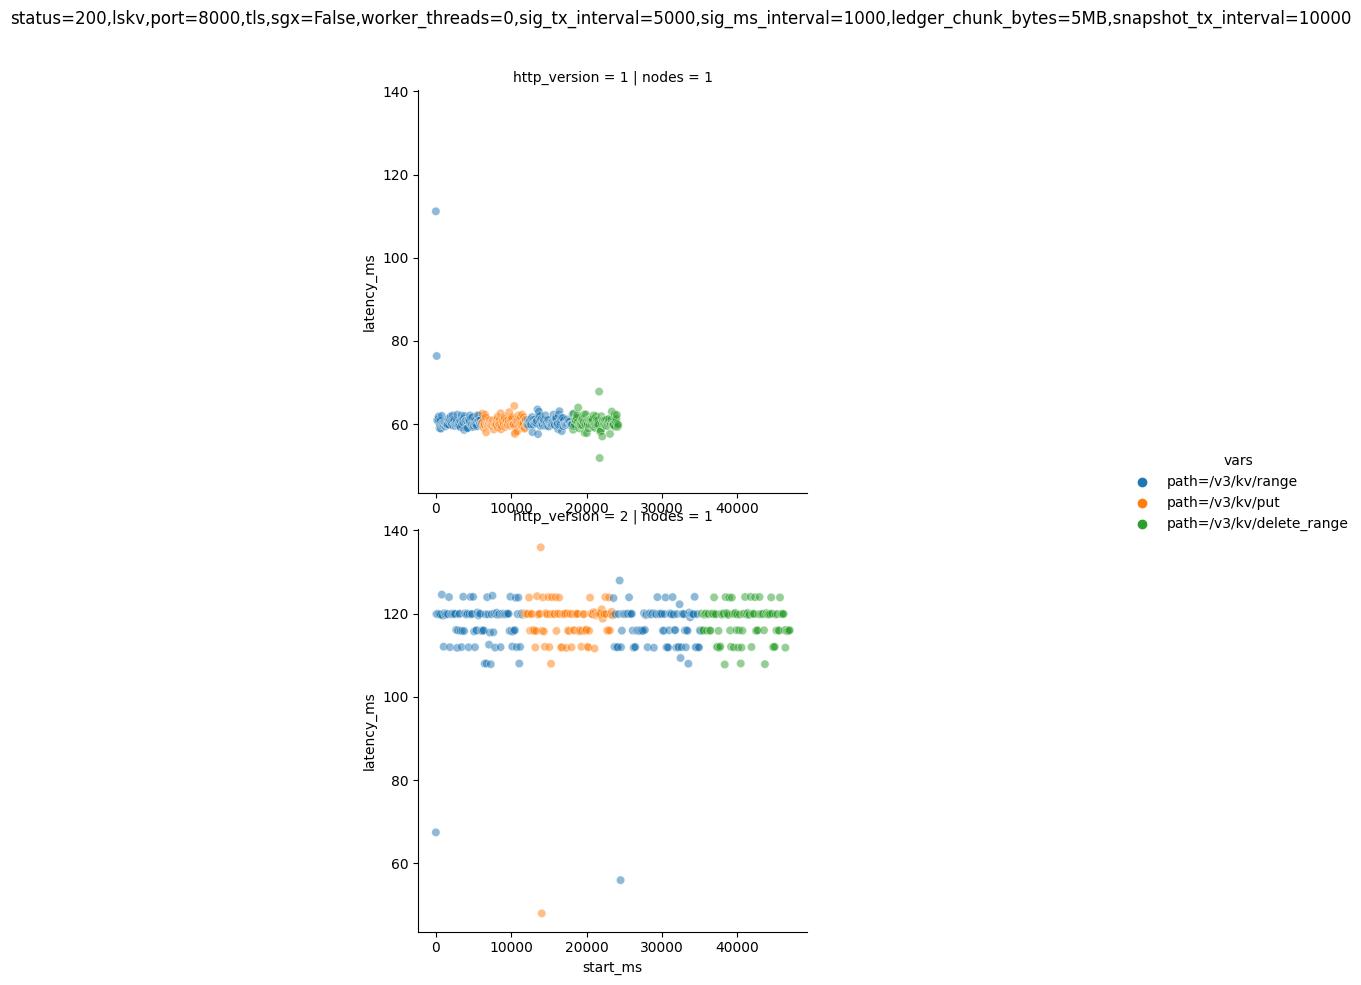 status=200,lskv,port=8000,tls,sgx=False,worker_threads=0,sig_tx_interval=5000,sig_ms_interval=1000,ledger_chunk_bytes=5MB,snapshot_tx_interval=10000
http_version = 1 | nodes = 1
140
120
100
80
60
latency_ms
0 10000 20000 30000 40000
http_version = 2 | nodes = 1
140
120
100
80
60
latency_ms
0 10000 20000 30000 40000
start_ms
vars
path=/v3/kv/range
path=/v3/kv/put
path=/v3/kv/delete_range